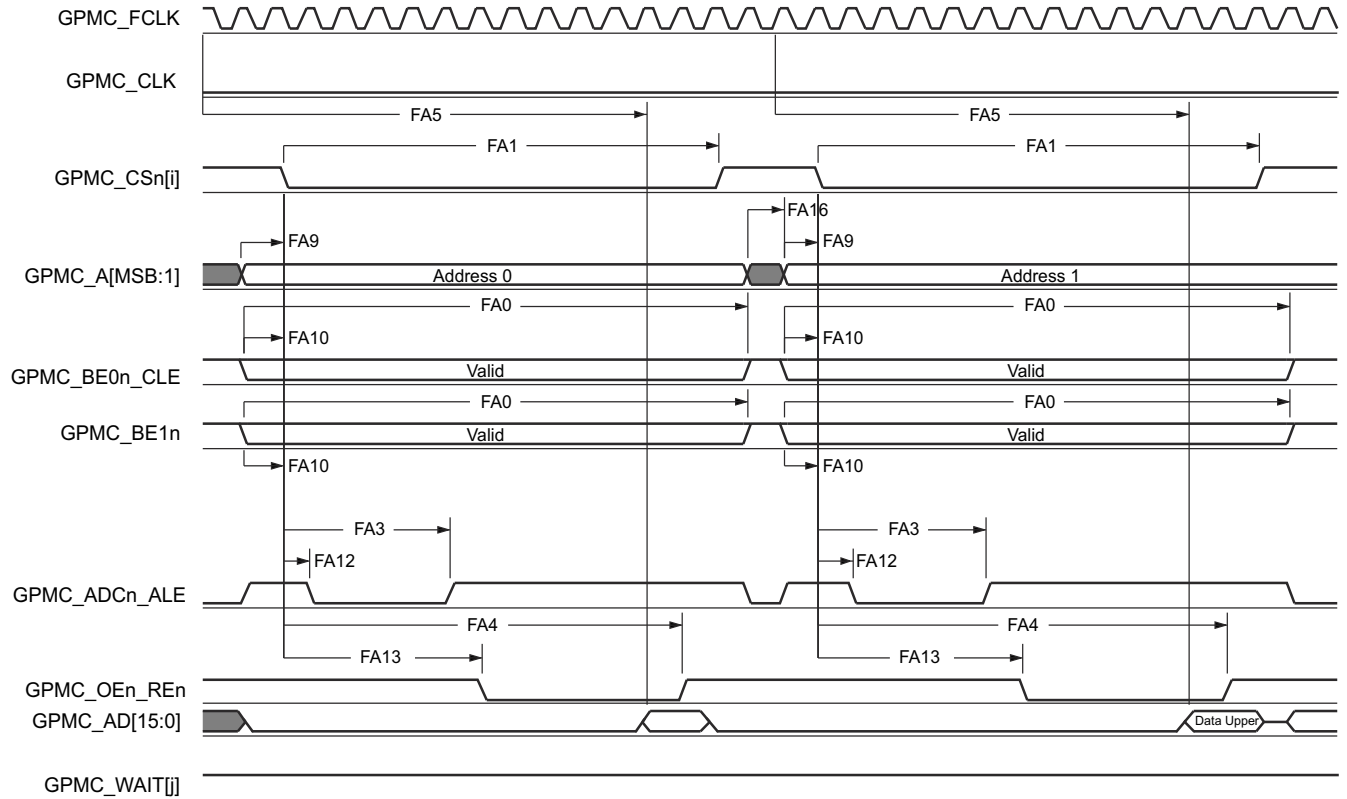 GPMC_FCLK
GPMC_CLK
FA5 FA5
FA1 FA1
GPMC_CSn[i]
FA16
FA9 FA9
GPMC_A[MSB:1] Address 0 Address 1
FA0 FA0
FA10 FA10
GPMC_BE0n_CLE Valid Valid
FA0 FA0
GPMC_BE1n Valid Valid
FA10 FA10
FA3 FA3
FA12 FA12
GPMC_ADCn_ALE
FA4 FA4
FA13 FA13
GPMC_OEn_REn
GPMC_AD[15:0] Data Upper
GPMC_WAIT[j]